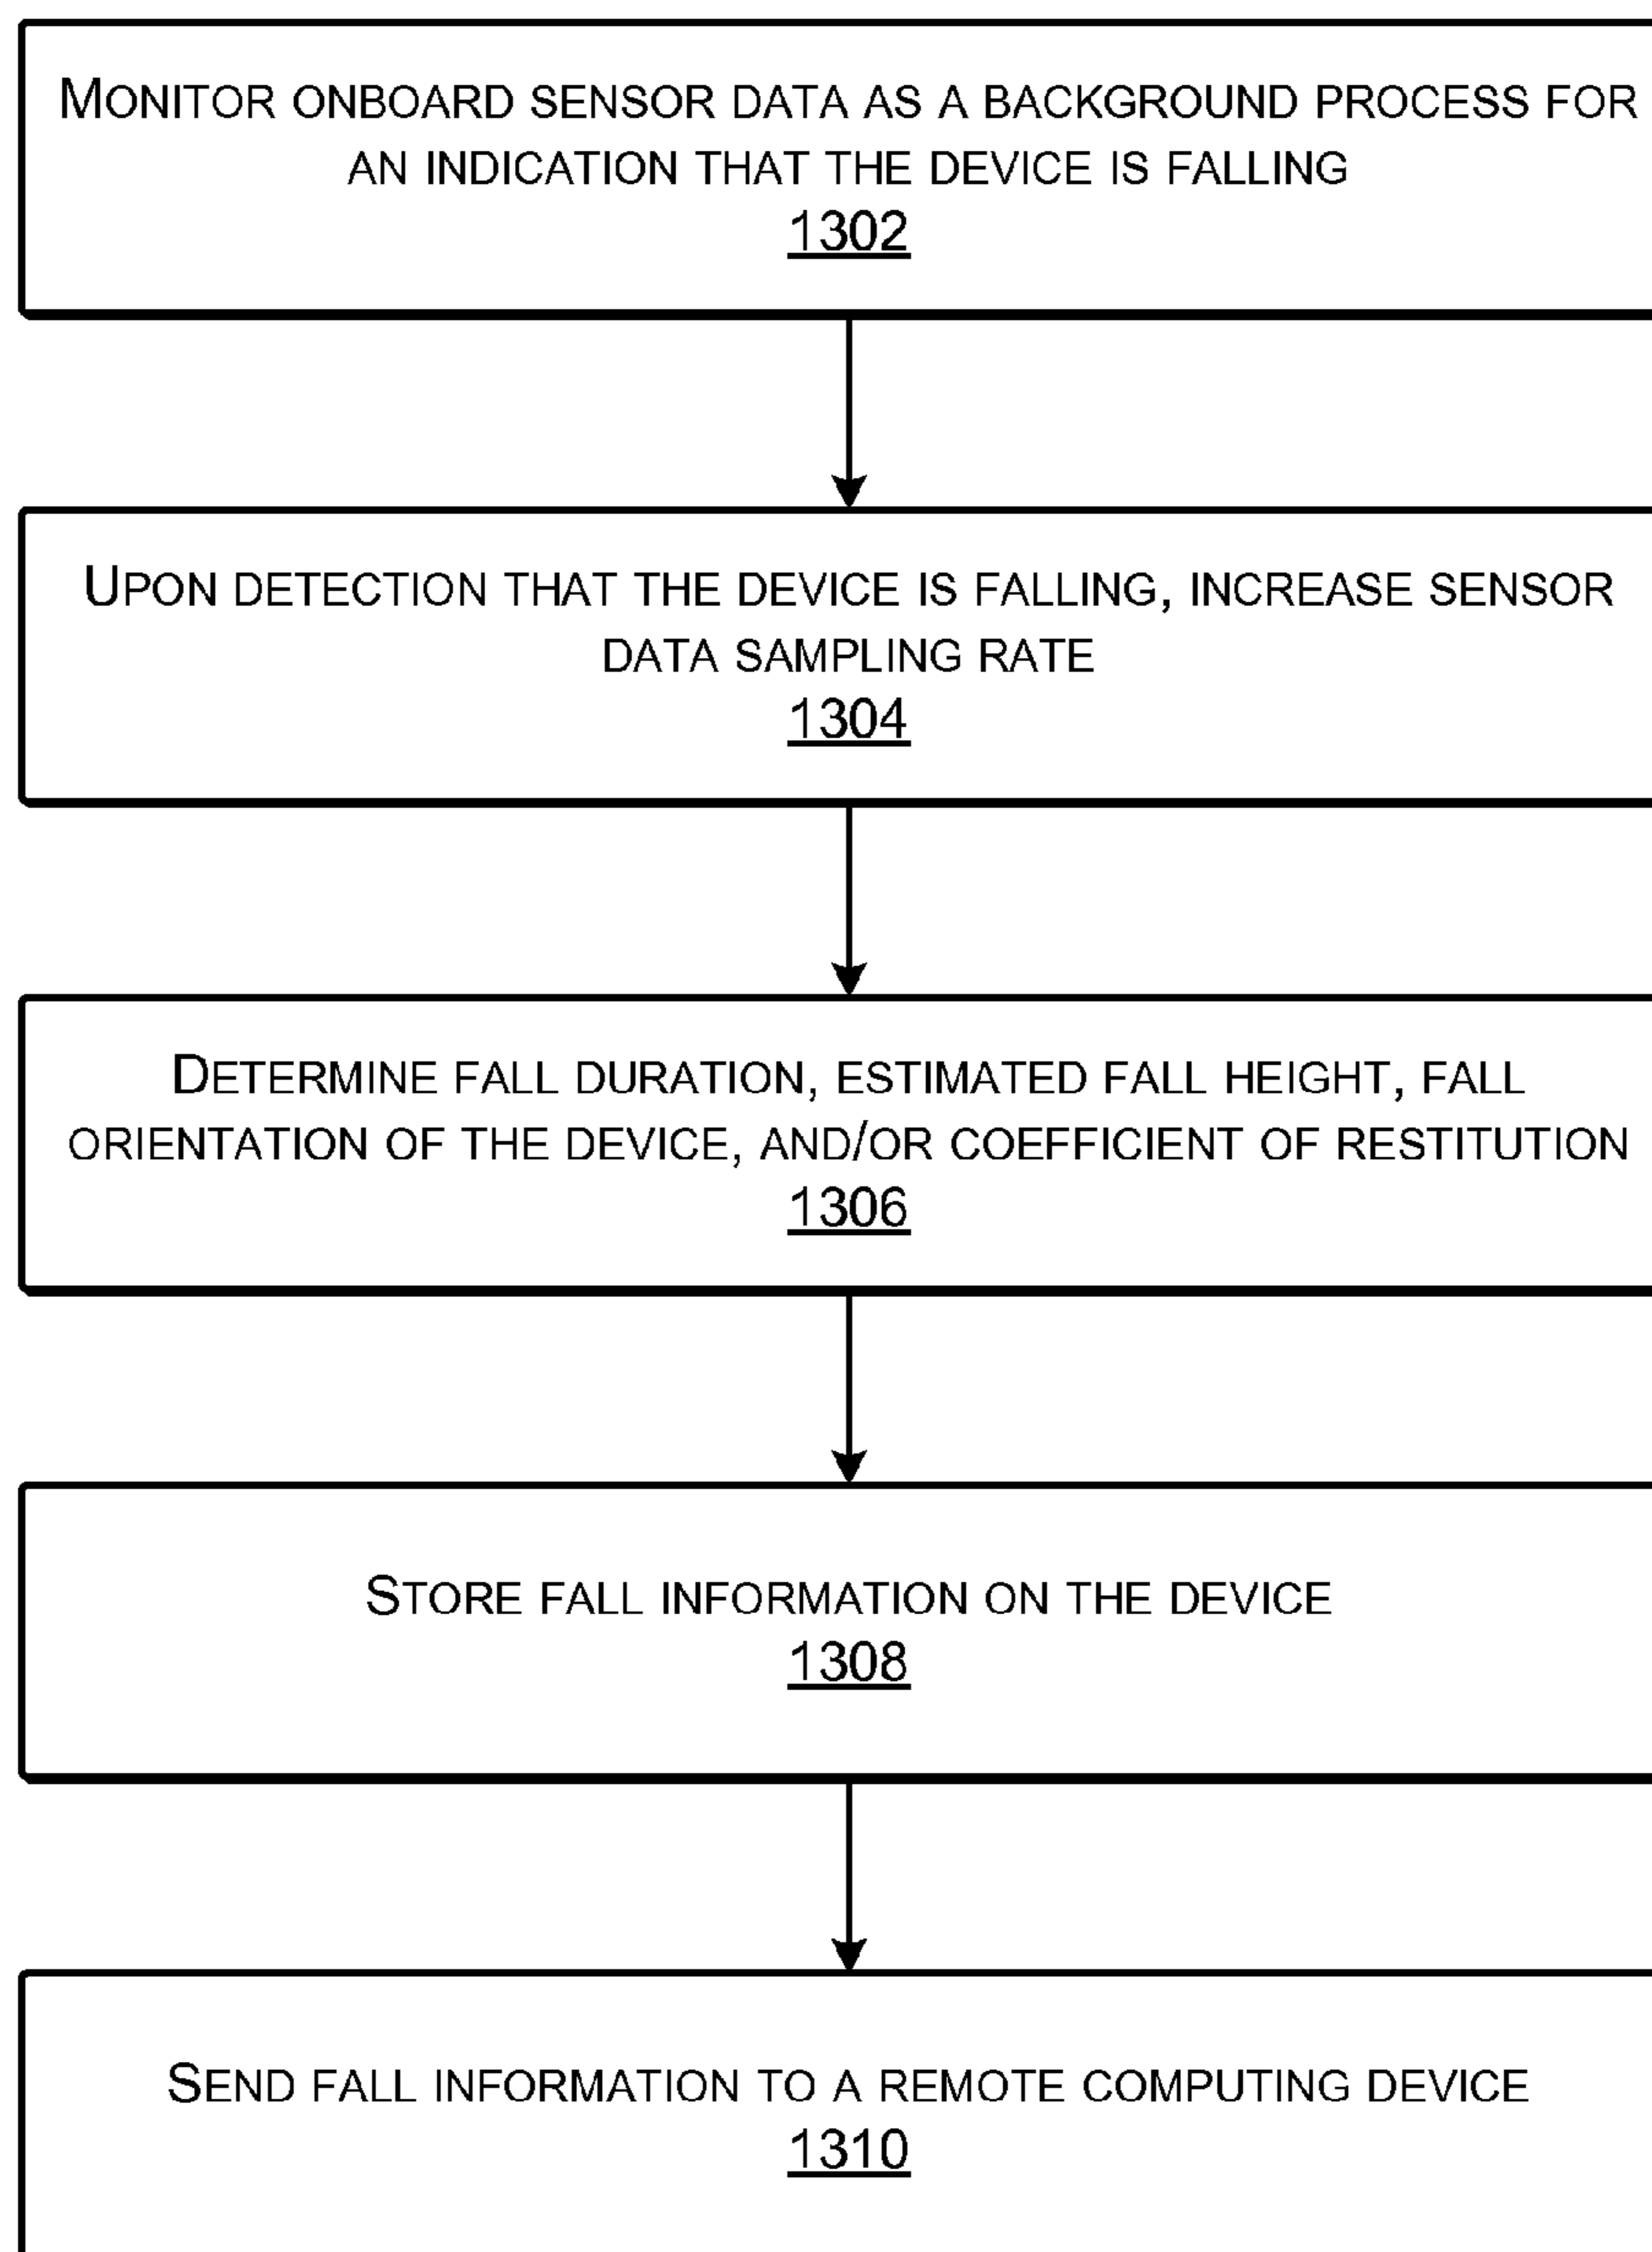 MONITOR ONBOARD SENSOR DATA AS A BACKGROUND PROCESS FOR
AN INDICATION THAT THE DEVICE IS FALLING
1302
UPON DETECTION THAT THE DEVICE IS FALLING, INCREASE SENSOR
DATA SAMPLING RATE
1304
DETERMINE FALL DURATION, ESTIMATED FALL HEIGHT, FALL
ORIENTATION OF THE DEVICE, AND/OR COEFFICIENT OF RESTITUTION
1306
STORE FALL INFORMATION ON THE DEVICE
1308
SEND FALL INFORMATION TO A REMOTE COMPUTING DEVICE
1310